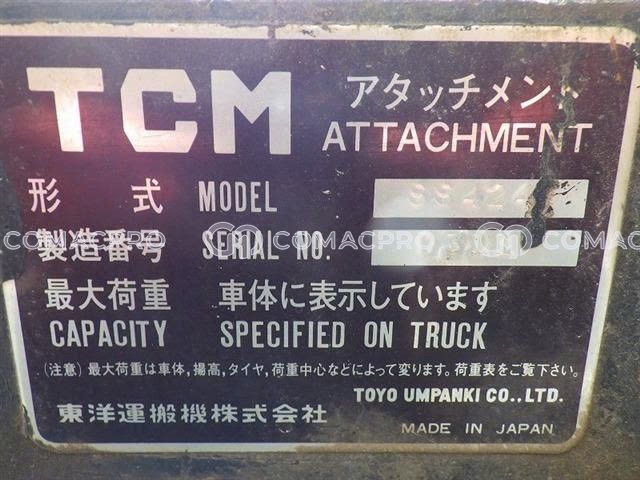 TCM アタッチメント
ATTACHMENT
形 式 MODEL
製造番号 SERIAL NO.
COMACPRO COMACPRO COMAC
最大荷重 車体に表示しています
CAPACITY SPECIFIED ON TRUCK
(注意) 最大荷重は車体,揚高,タイヤ,荷重中心などによって変ります。荷重表をご覧下さい。
TOYO UMPANKI CO.,LTD.
東洋運搬機株式会社
MADE IN JAPAN